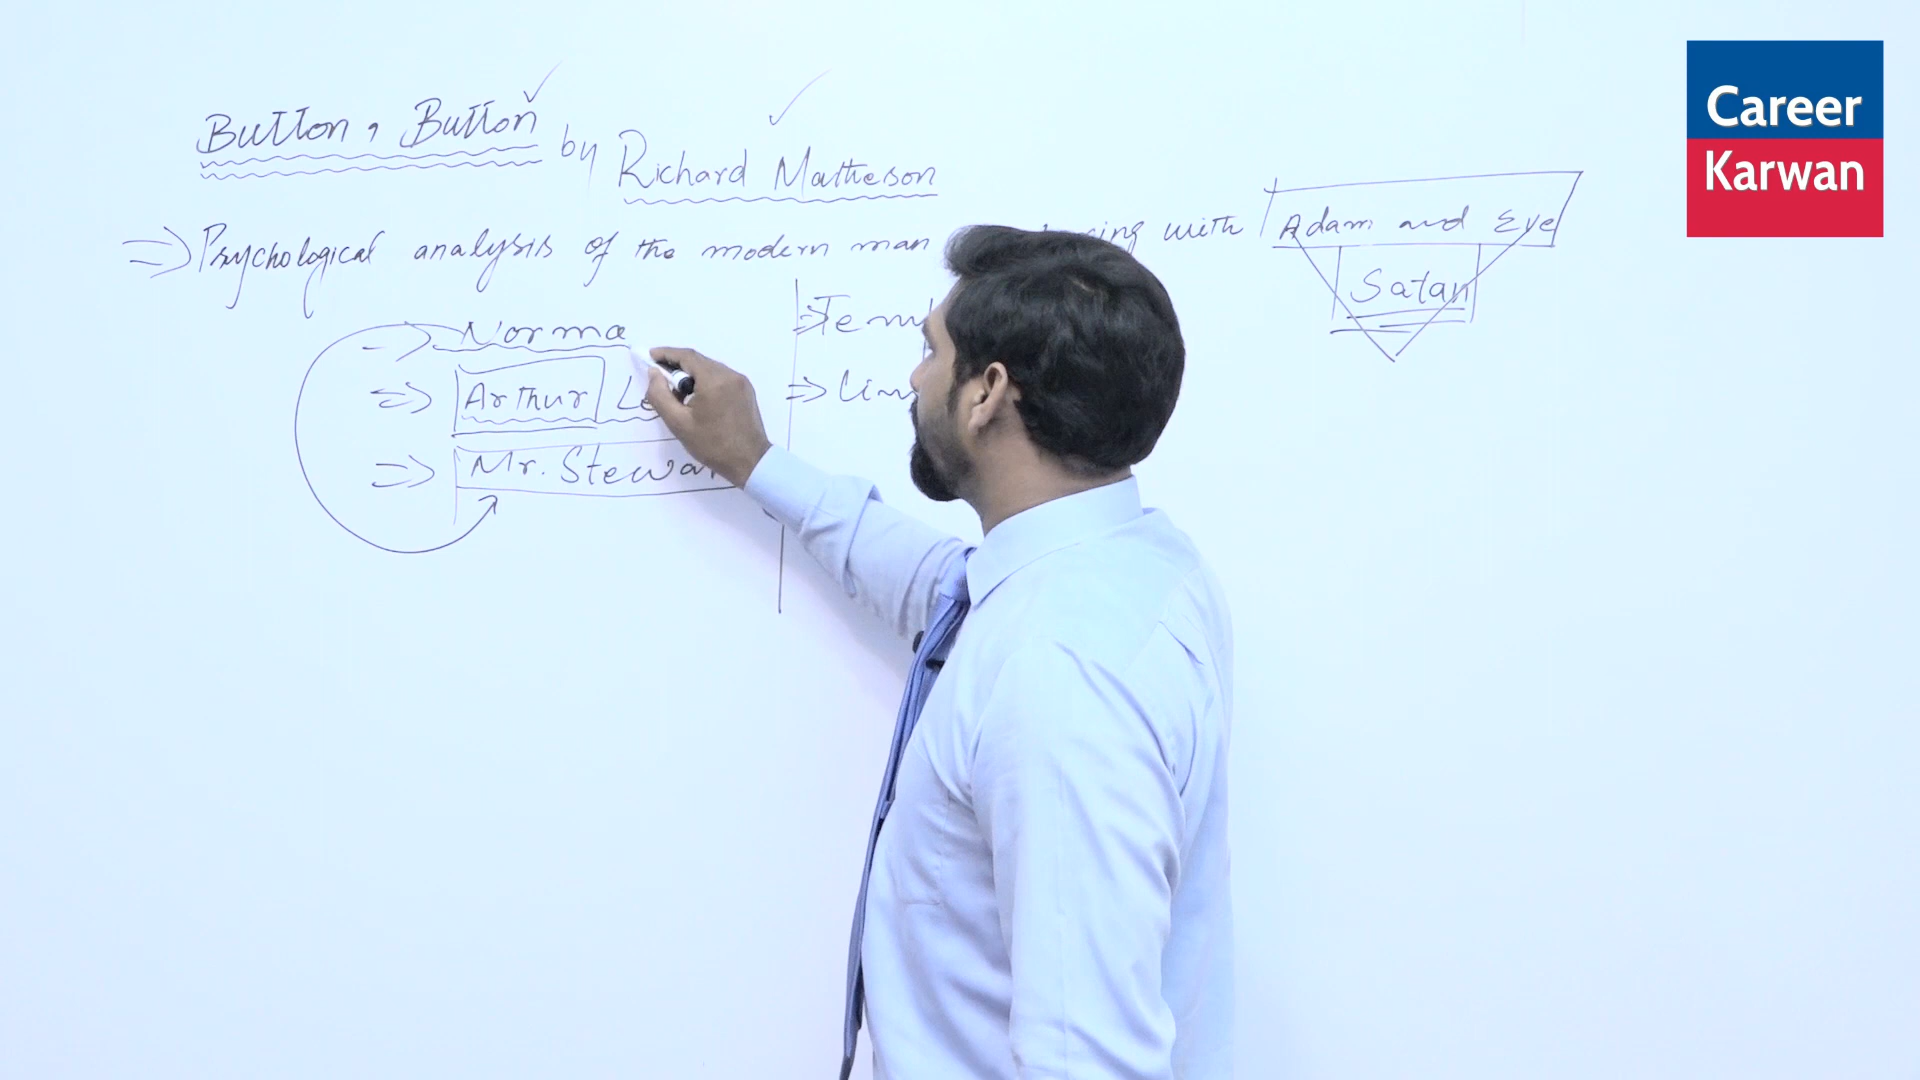 Button, Button by Richard Matheson
⇒ Psychological analysis of the modern man with Adam and Eve
Satan
→ Norma
⇒ Arthur
⇒ Mr.
Career
Karwan